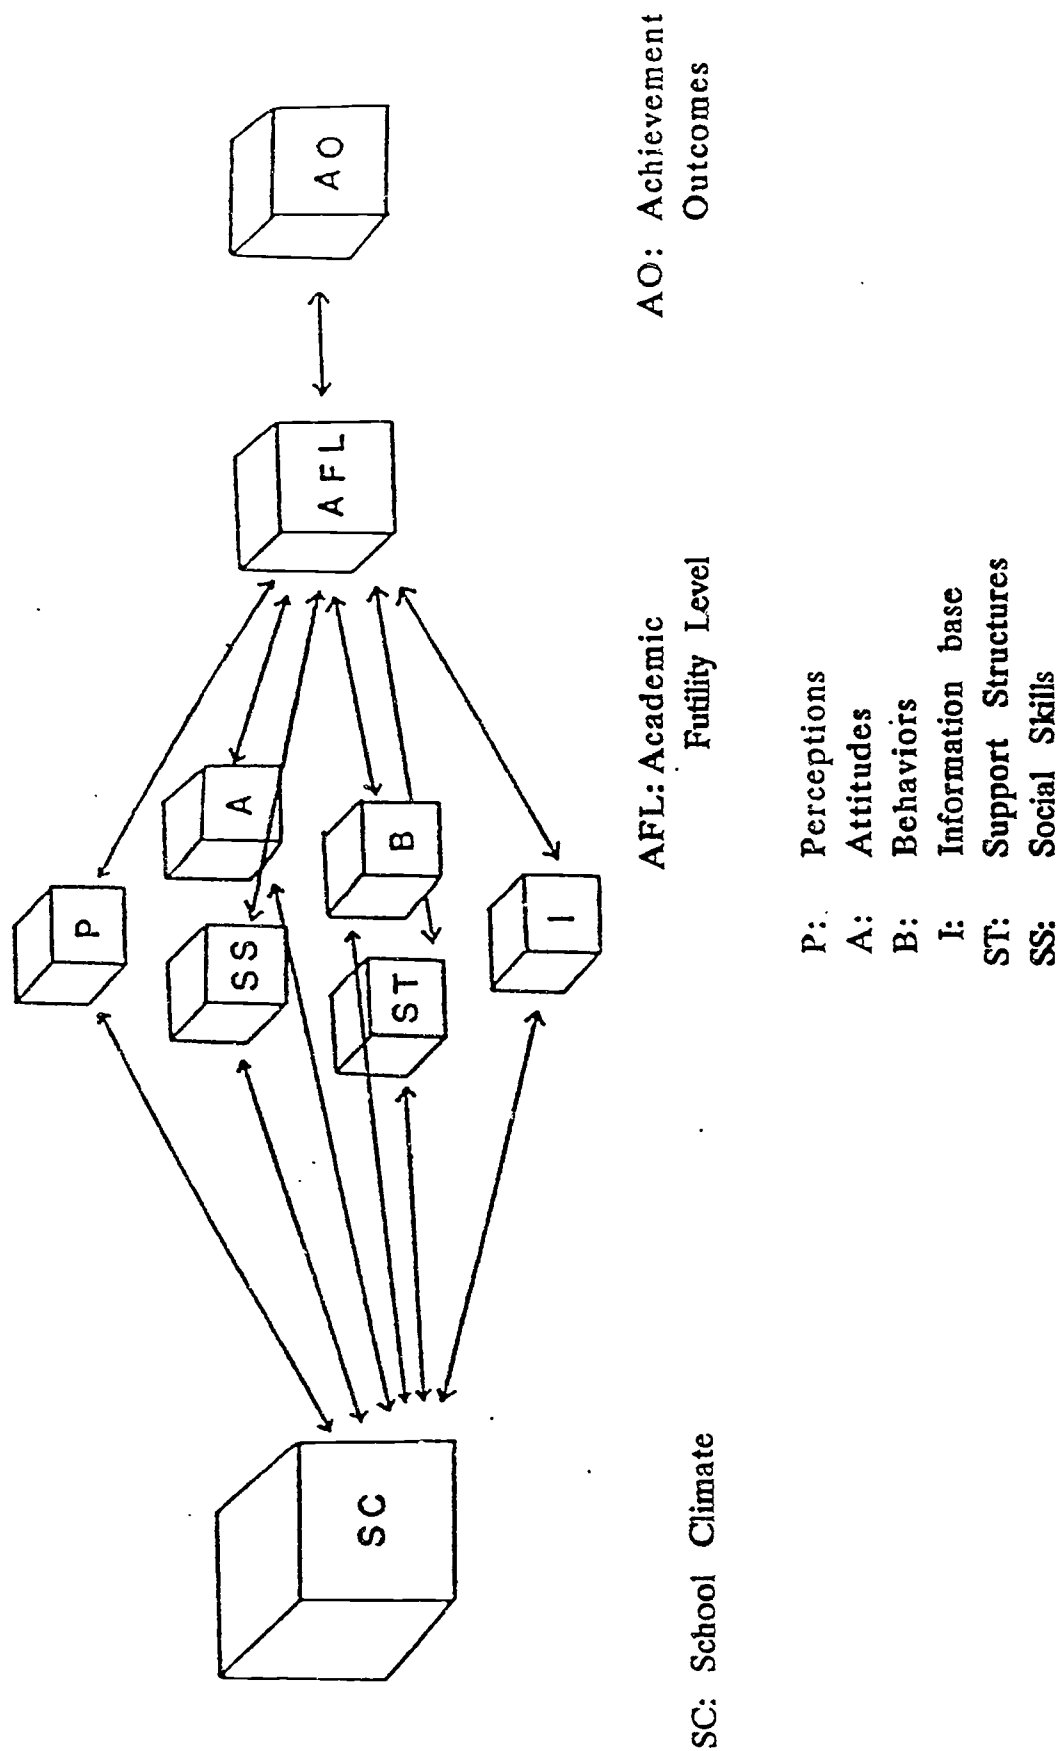 P
A
SS
SC
AFL
AO
B
ST
I
SC: School Climate
AFL: Academic
Futility Level
AO: Achievement
Outcomes
P: Perceptions
A: Attitudes
B: Behaviors
I: Information base
ST: Support Structures
SS: Social Skills